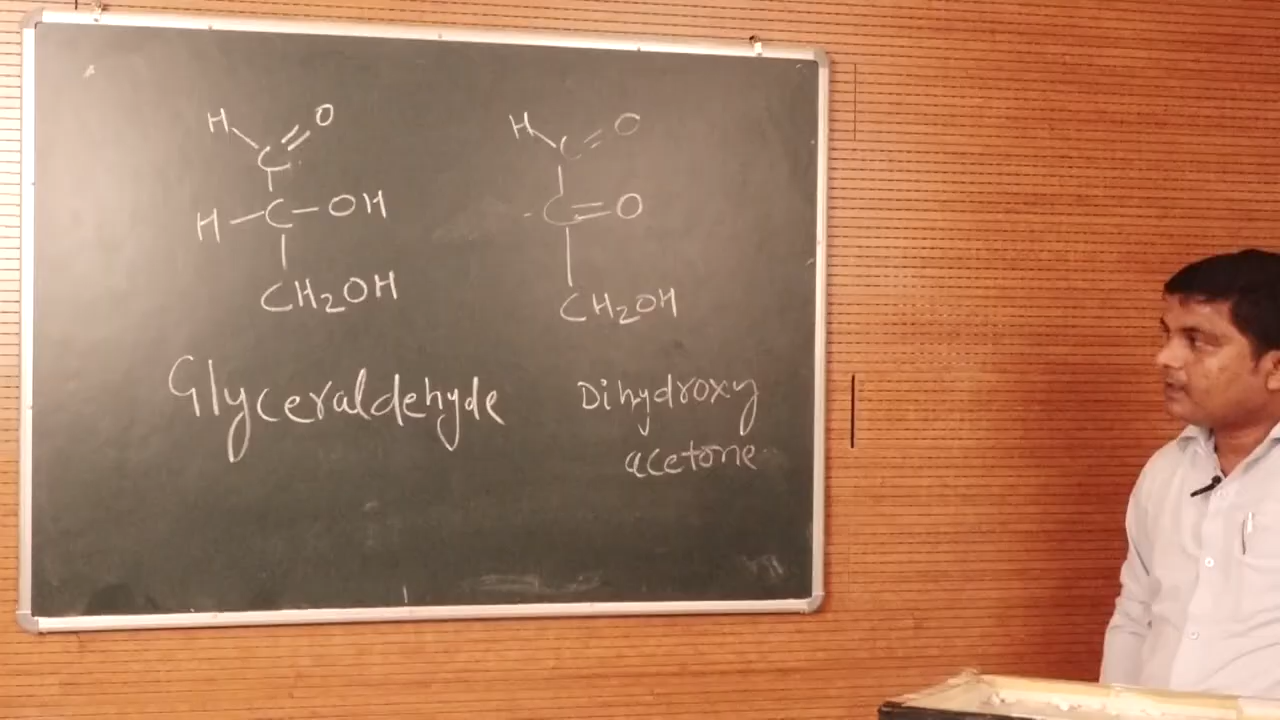 H O
C
H – C – OH
CH2OH
Glyceraldehyde
H O
C
C = O
CH2OH
Dihydroxy
acetone